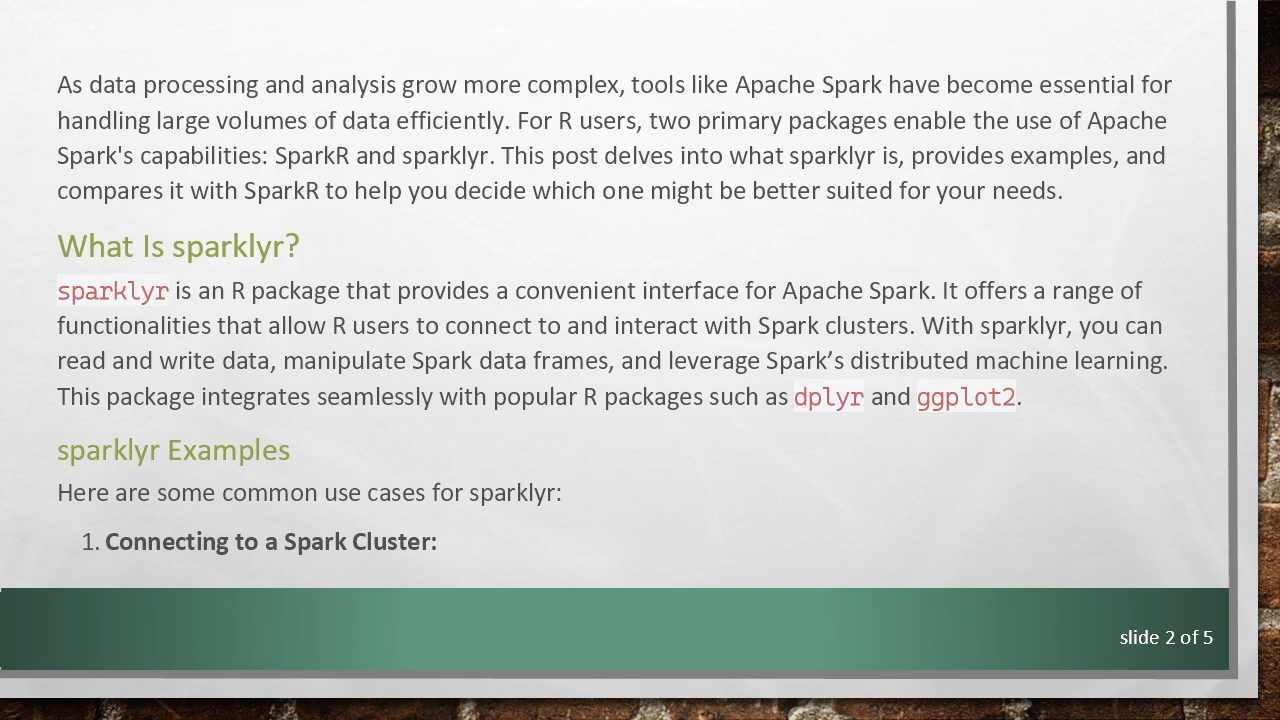 As data processing and analysis grow more complex, tools like Apache Spark have become essential for
handling large volumes of data efficiently. For R users, two primary packages enable the use of Apache
Spark's capabilities: SparkR and sparklyr. This post delves into what sparklyr is, provides examples, and
compares it with SparkR to help you decide which one might be better suited for your needs.
What Is sparklyr?
sparklyr is an R package that provides a convenient interface for Apache Spark. It offers a range of
functionalities that allow R users to connect to and interact with Spark clusters. With sparklyr, you can
read and write data, manipulate Spark data frames, and leverage Spark’s distributed machine learning.
This package integrates seamlessly with popular R packages such as dplyr and ggplot2.
sparklyr Examples
Here are some common use cases for sparklyr:
1. Connecting to a Spark Cluster:
slide 2 of 5